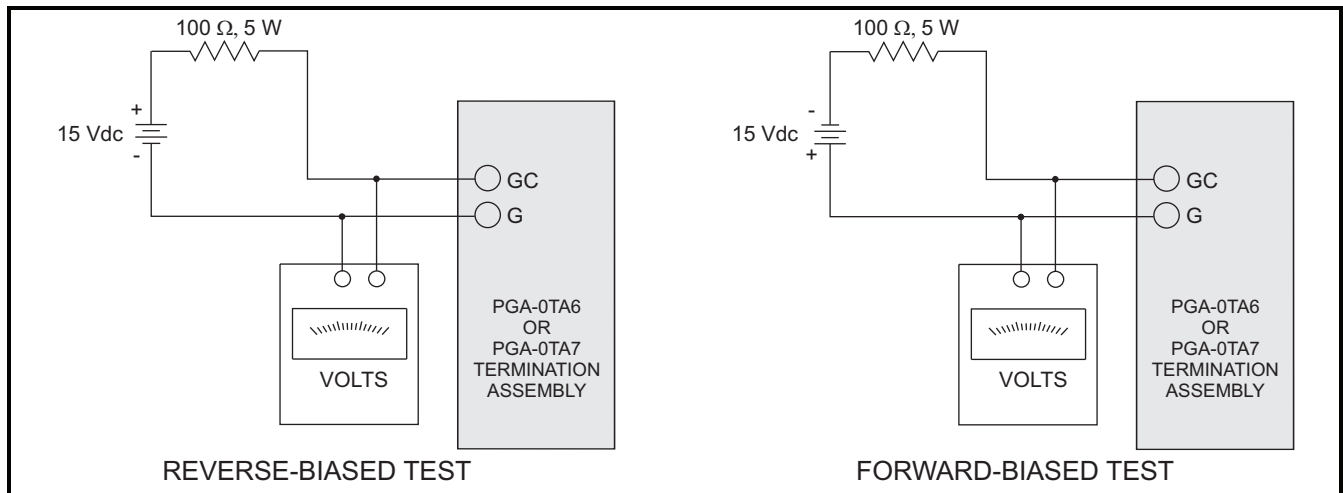 100 Ω, 5 W
+
15 Vdc
-
GC
G
VOLTS
PGA-0TA6
OR
PGA-0TA7
TERMINATION
ASSEMBLY
REVERSE-BIASED TEST
100 Ω, 5 W
-
15 Vdc
+
GC
G
VOLTS
PGA-0TA6
OR
PGA-0TA7
TERMINATION
ASSEMBLY
FORWARD-BIASED TEST